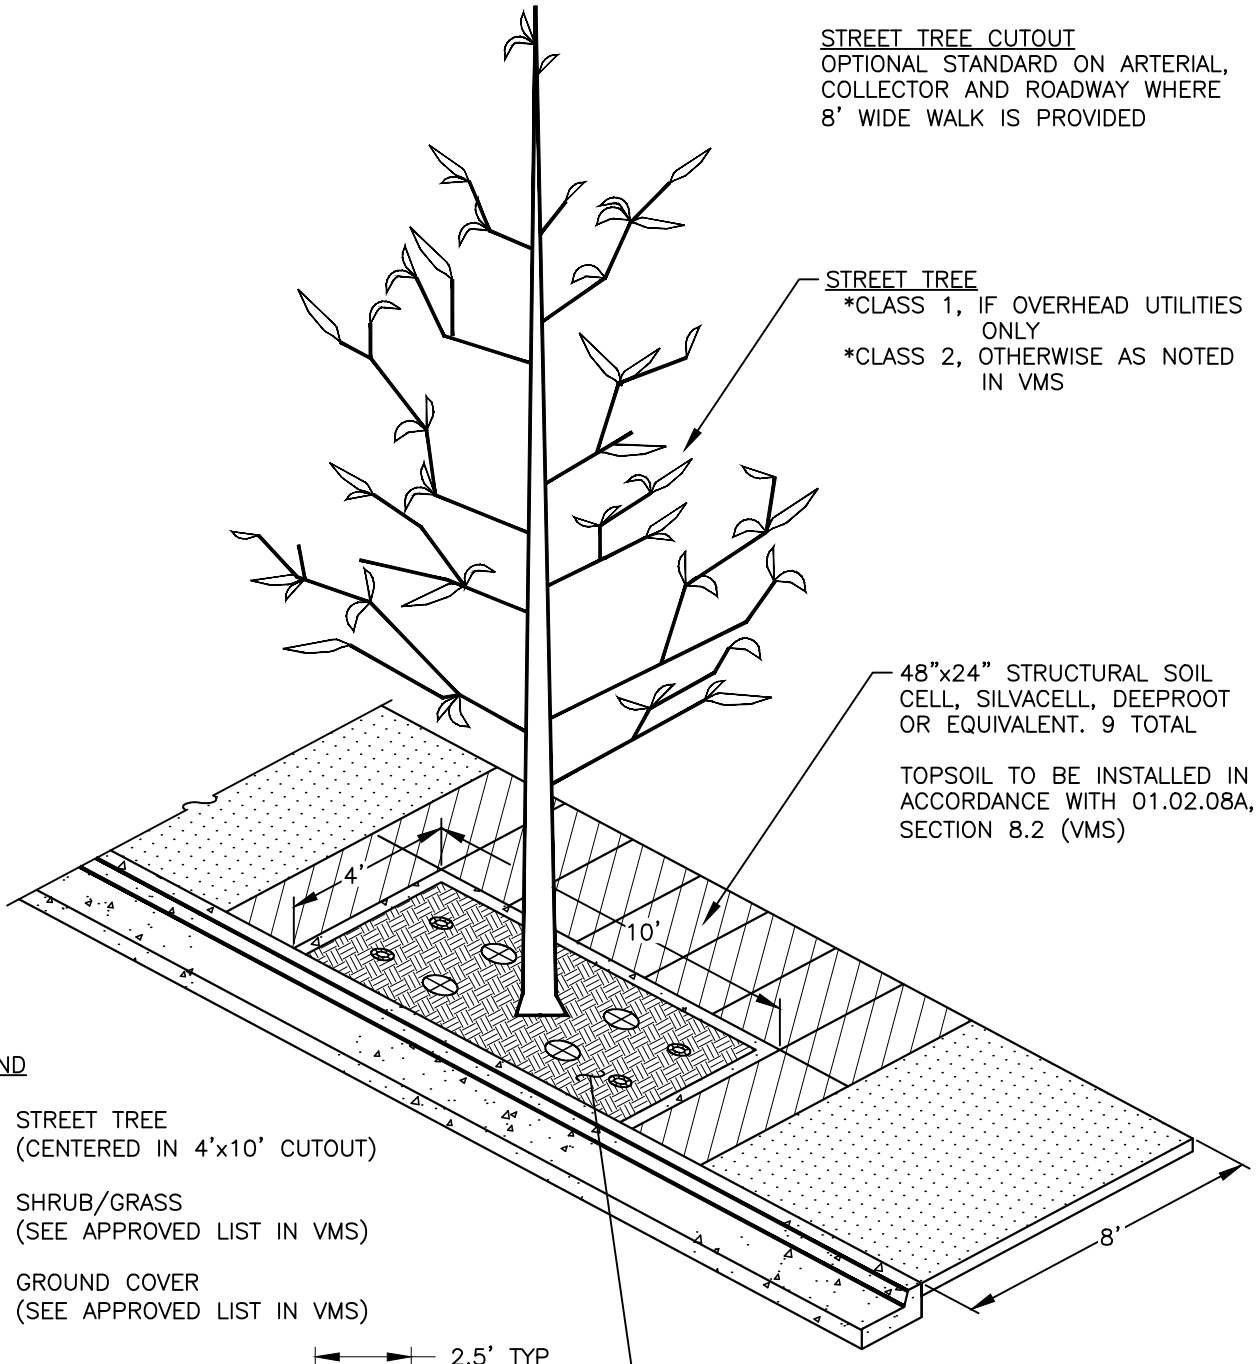 STREET TREE CUTOUT
OPTIONAL STANDARD ON ARTERIAL,
COLLECTOR AND ROADWAY WHERE
8' WIDE WALK IS PROVIDED
STREET TREE
*CLASS 1, IF OVERHEAD UTILITIES
ONLY
*CLASS 2, OTHERWISE AS NOTED
IN VMS
48"x24" STRUCTURAL SOIL
CELL, SILVACELL, DEEPROOT
OR EQUIVALENT. 9 TOTAL
TOPSOIL TO BE INSTALLED IN
ACCORDANCE WITH 01.02.08A,
SECTION 8.2 (VMS)
4'
10'
8'
ND
STREET TREE
(CENTERED IN 4'x10' CUTOUT)
SHRUB/GRASS
(SEE APPROVED LIST IN VMS)
GROUND COVER
(SEE APPROVED LIST IN VMS)
2.5' TYP